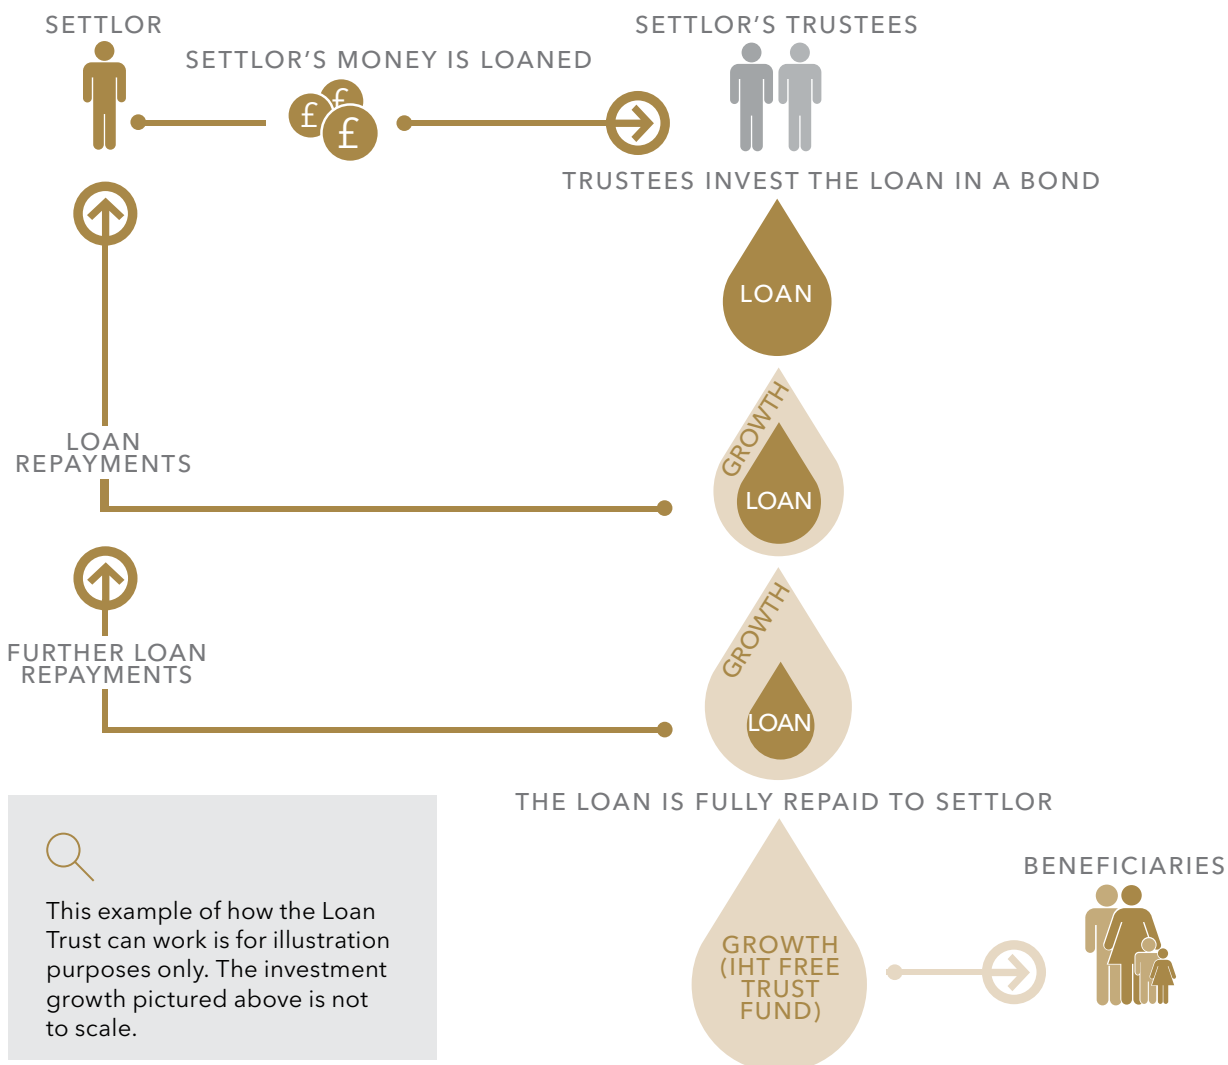 SETTLOR
SETTLOR'S MONEY IS LOANED
£
£
£
SETTLOR'S TRUSTEES
TRUSTEES INVEST THE LOAN IN A BOND
LOAN
GROWTH
LOAN
LOAN
REPAYMENTS
GROWTH
LOAN
FURTHER LOAN
REPAYMENTS
THE LOAN IS FULLY REPAID TO SETTLOR
GROWTH
(IHT FREE
TRUST
FUND)
BENEFICIARIES
This example of how the Loan
Trust can work is for illustration
purposes only. The investment
growth pictured above is not
to scale.